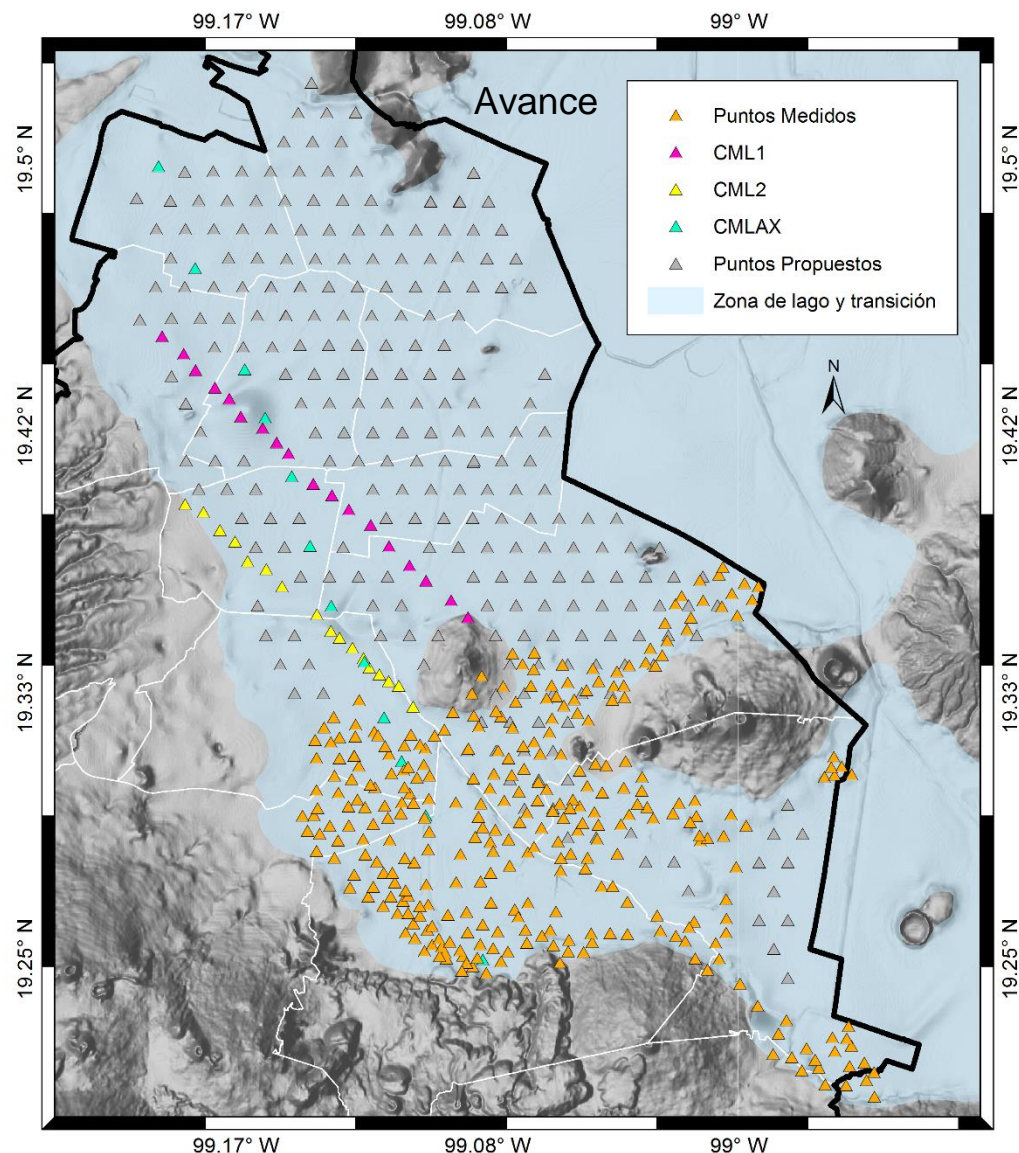 99.17° W 99.08° W 99° W
Avance
Puntos Medidos
CML1
CML2
CMLAX
Puntos Propuestos
Zona de lago y transición
N
19.5° N 19.5° N
19.42° N 19.42° N
19.33° N 19.33° N
19.25° N 19.25° N
99.17° W 99.08° W 99° W